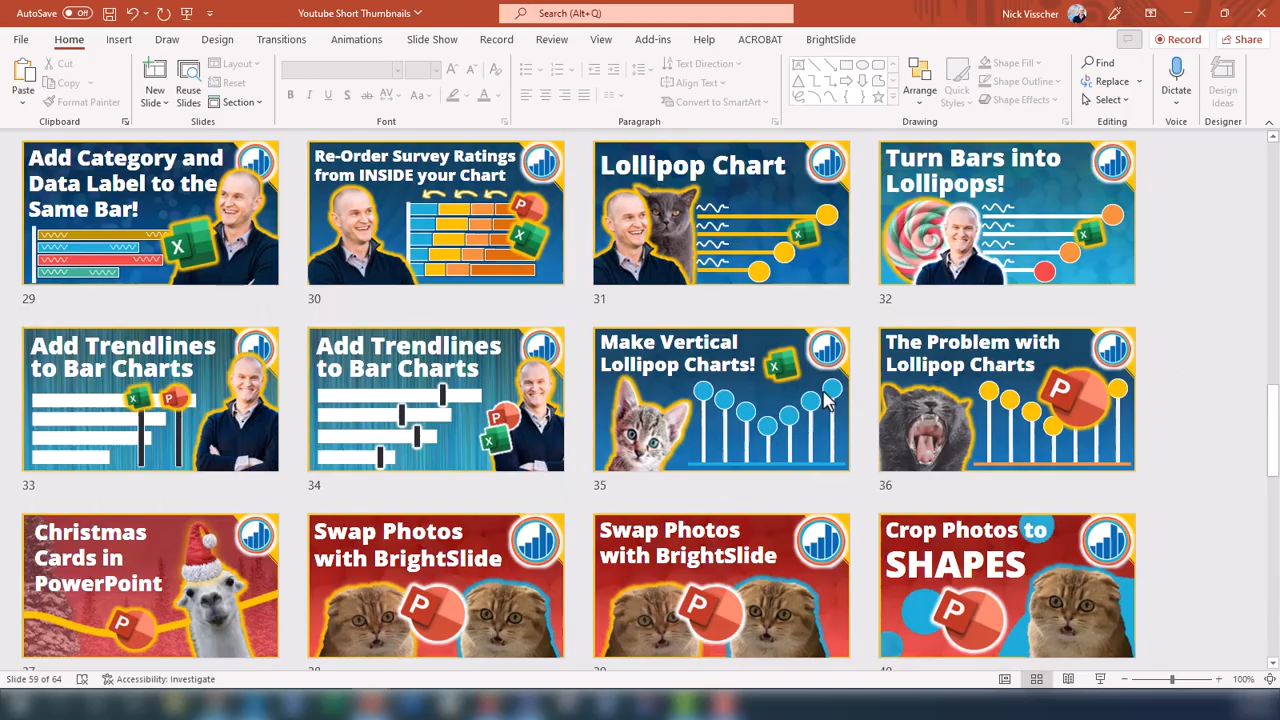 AutoSave Off
Youtube Short Thumbnails
Search (Alt+Q)
Nick Visscher
File Home Insert Draw Design Transitions Animations Slide Show Record Review View Add-ins Help ACROBAT BrightSlide
Record Share
Paste
Cut
Copy
Format Painter
Clipboard
New Slide
Reuse Slides
Layout
Reset
Section
Slides
B I U S ab AV Aa A A A
Font
Text Direction
Align Text
Convert to SmartArt
Paragraph
Arrange
Quick Styles
Shape Fill
Shape Outline
Shape Effects
Drawing
Find
Replace
Select
Editing
Dictate
Voice
Design Ideas
Designer
Add Category and
Data Label to the
Same Bar!
X
29
Re-Order Survey Ratings
from INSIDE your Chart
P
X
30
Lollipop Chart
X
31
Turn Bars into
Lollipops!
X
32
Add Trendlines
to Bar Charts
X P
33
Add Trendlines
to Bar Charts
P
X
34
Make Vertical
Lollipop Charts!
X
35
The Problem with
Lollipop Charts
P
36
Christmas
Cards in
PowerPoint
P
Swap Photos
with BrightSlide
P
Swap Photos
with BrightSlide
P
Crop Photos to
SHAPES
P
Slide 59 of 64
Accessibility: Investigate
100%